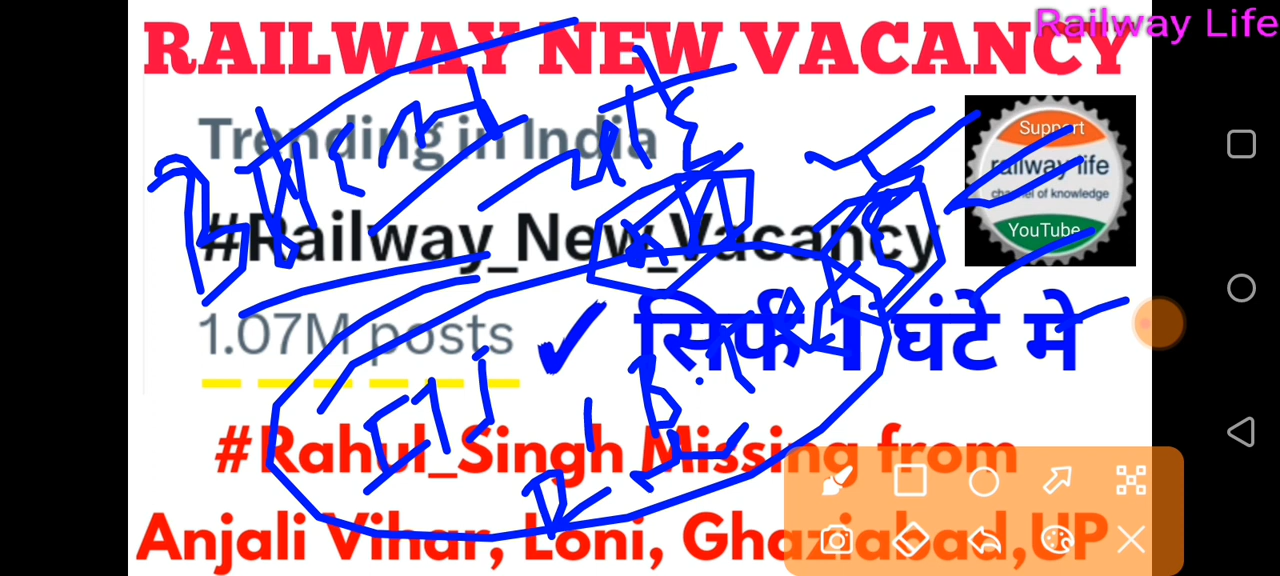 RAILWAY NEW VACANCY
Railway Life
Trending in India
#Railway_New_Vacancy
1.07M posts
✓ सिर्फ 1 घंटे मे
Support
railway life
channel of knowledge
YouTube
#Rahul_Singh Missing from
Anjali Vihar, Loni, Ghaziabad,UP